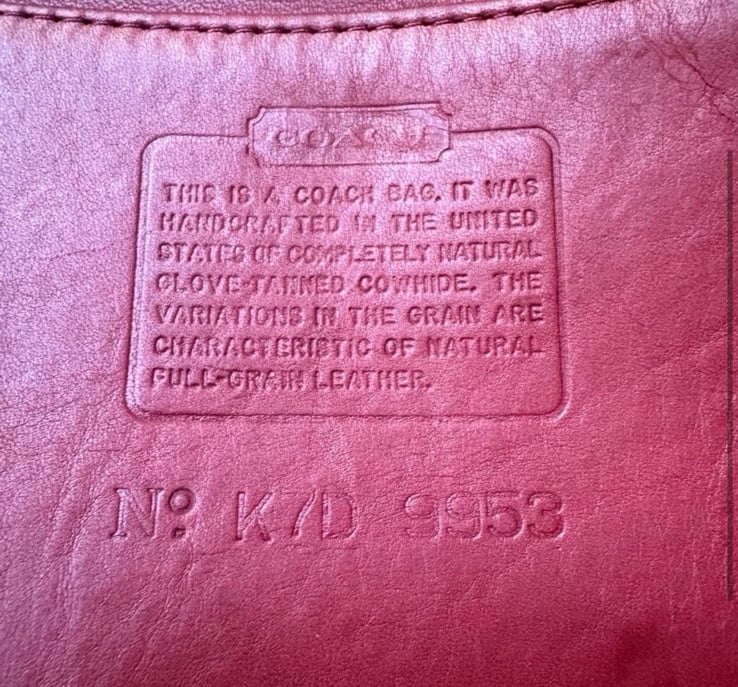 COACH
THIS IS A COACH BAG. IT WAS
HANDCRAFTED IN THE UNITED
STATES OF COMPLETELY NATURAL
GLOVE-TANNED COWHIDE. THE
VARIATIONS IN THE GRAIN ARE
CHARACTERISTIC OF NATURAL
FULL-GRAIN LEATHER.
Nº K7D 9953